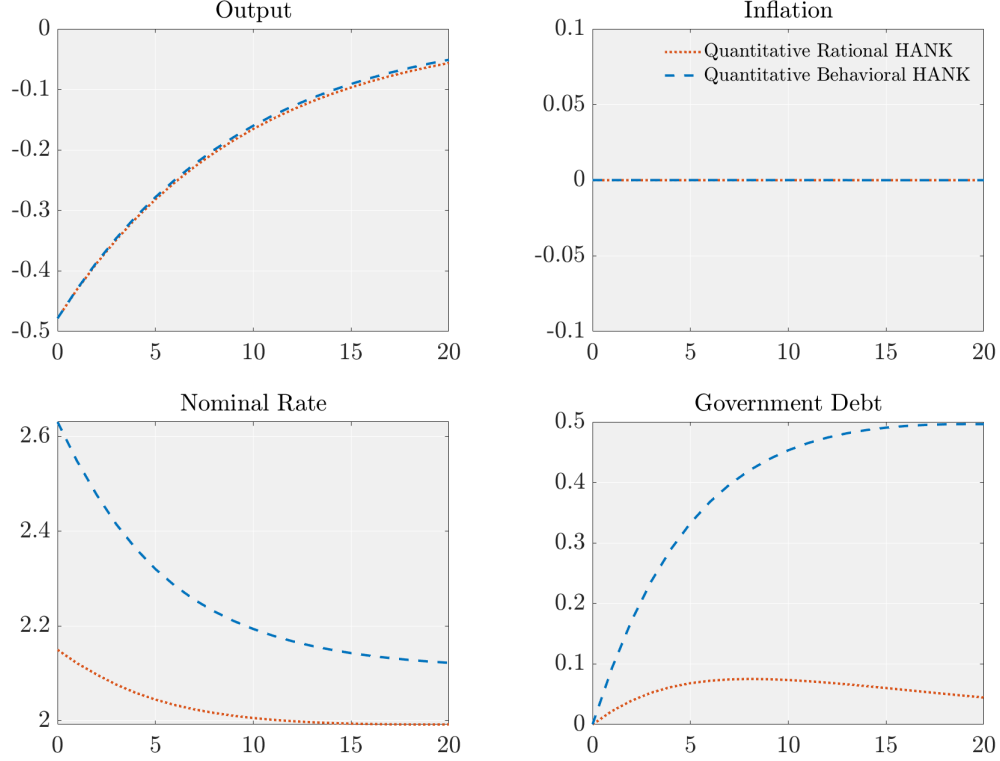 Output
0
-0.1
-0.2
-0.3
-0.4
-0.5
0 5 10 15 20
Inflation
0.1
0.05
0
-0.05
-0.1
Quantitative Rational HANK
Quantitative Behavioral HANK
0 5 10 15 20
Nominal Rate
2.6
2.4
2.2
2
0 5 10 15 20
Government Debt
0.5
0.4
0.3
0.2
0.1
0
0 5 10 15 20